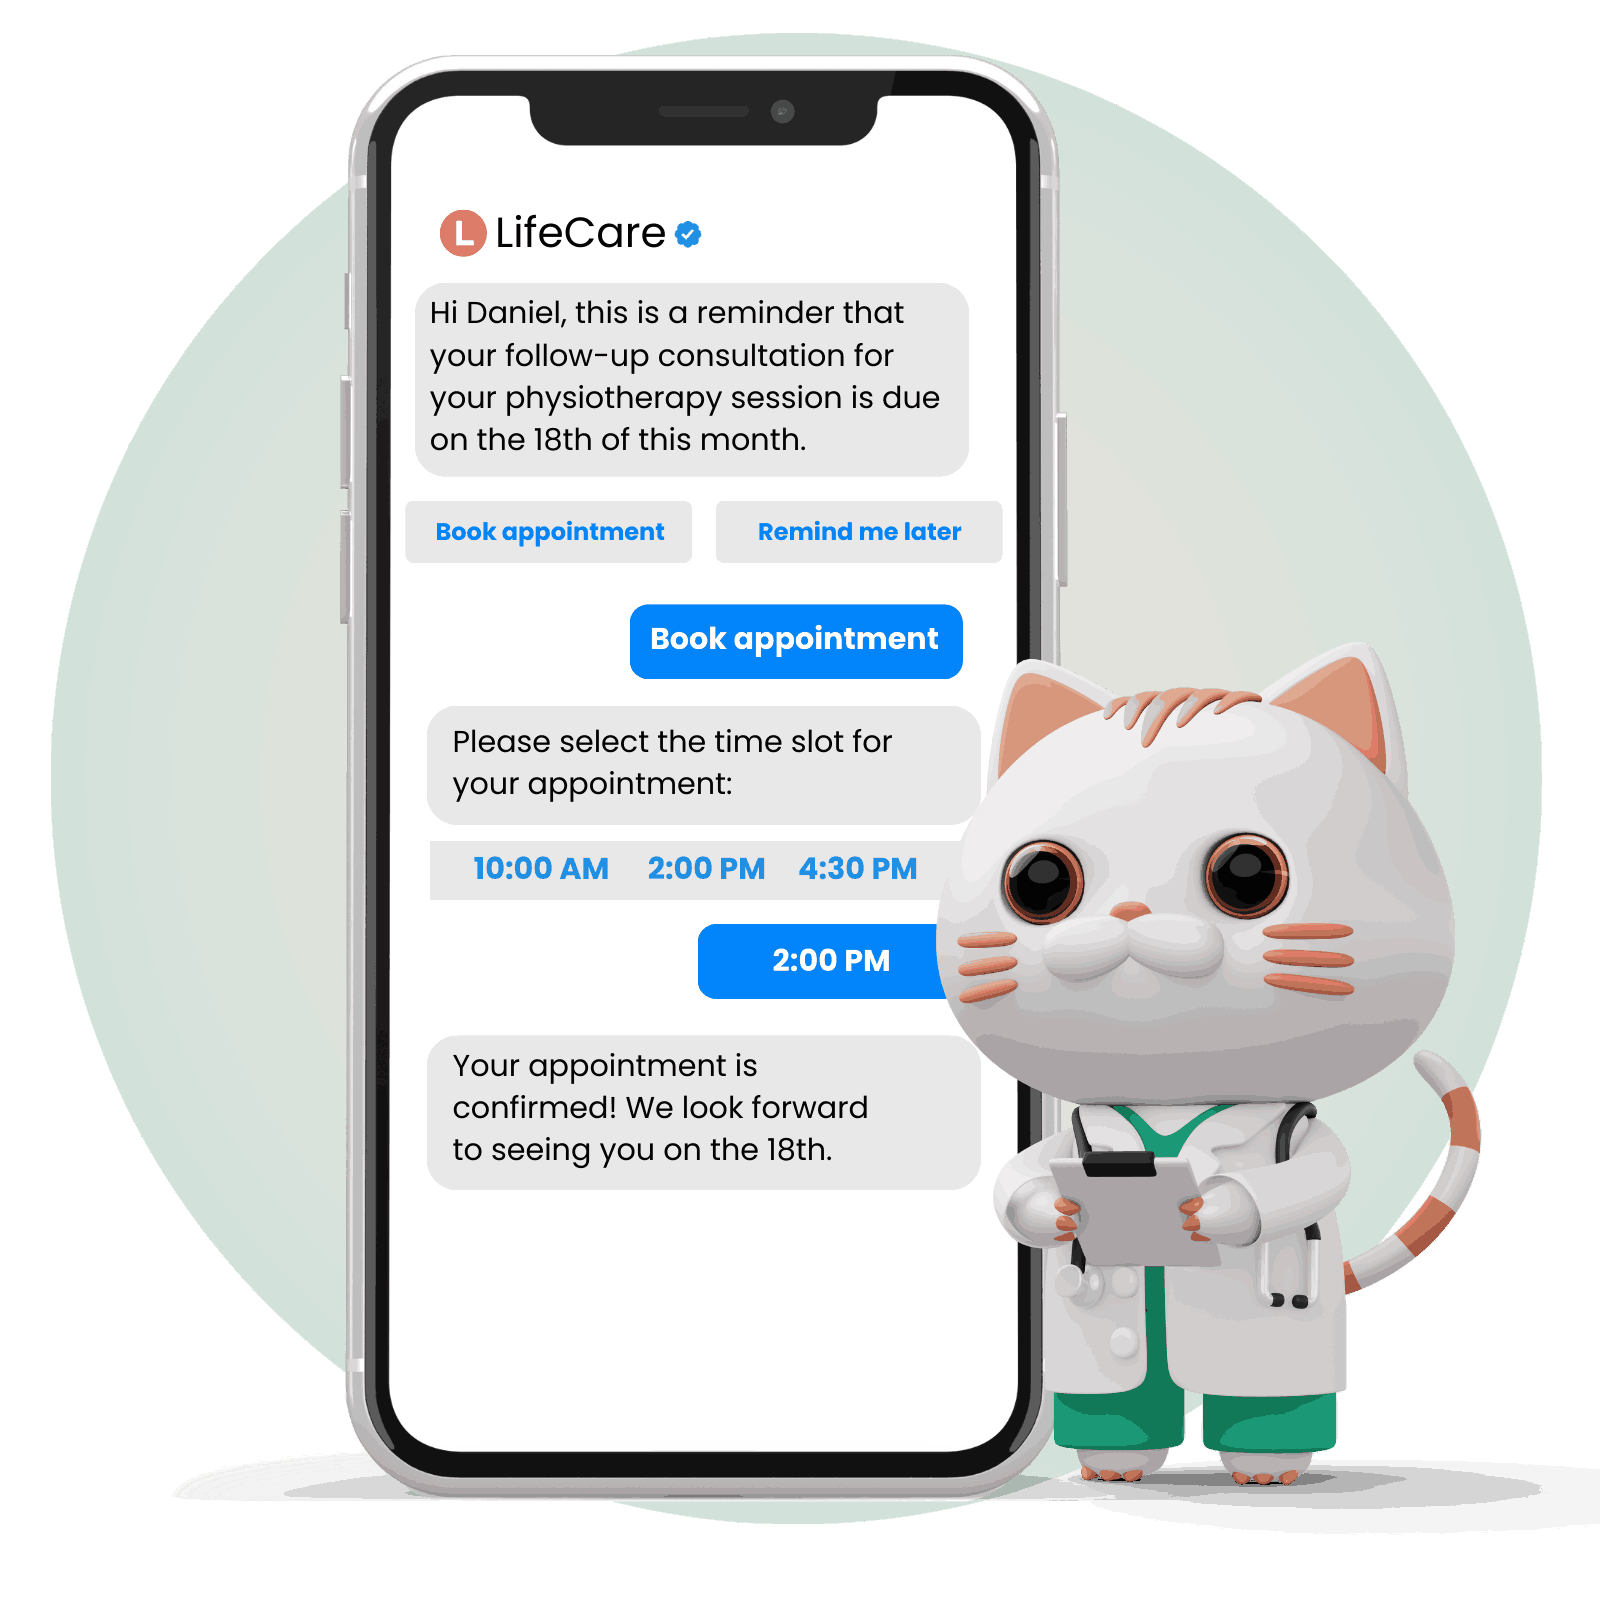 L LifeCare
Hi Daniel, this is a reminder that
your follow-up consultation for
your physiotherapy session is due
on the 18th of this month.
Book appointment Remind me later
Book appointment
Please select the time slot for
your appointment:
10:00 AM 2:00 PM 4:30 PM
2:00 PM
Your appointment is
confirmed! We look forward
to seeing you on the 18th.